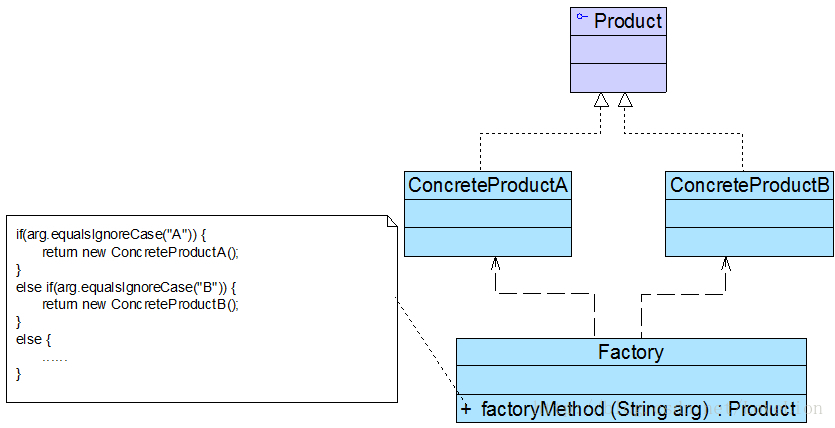 Product
ConcreteProductA
ConcreteProductB
if(arg.equalsIgnoreCase("A")) {
return new ConcreteProductA();
}
else if(arg.equalsIgnoreCase("B")) {
return new ConcreteProductB();
}
else {
......
}
Factory
+ factoryMethod (String arg) : Product